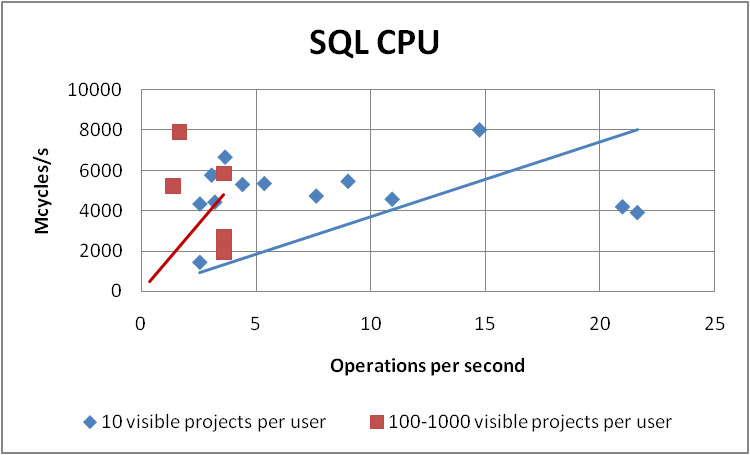 SQL CPU
Mcycles/s
10000
8000
6000
4000
2000
0
0 5 10 15 20 25
Operations per second
10 visible projects per user
100-1000 visible projects per user